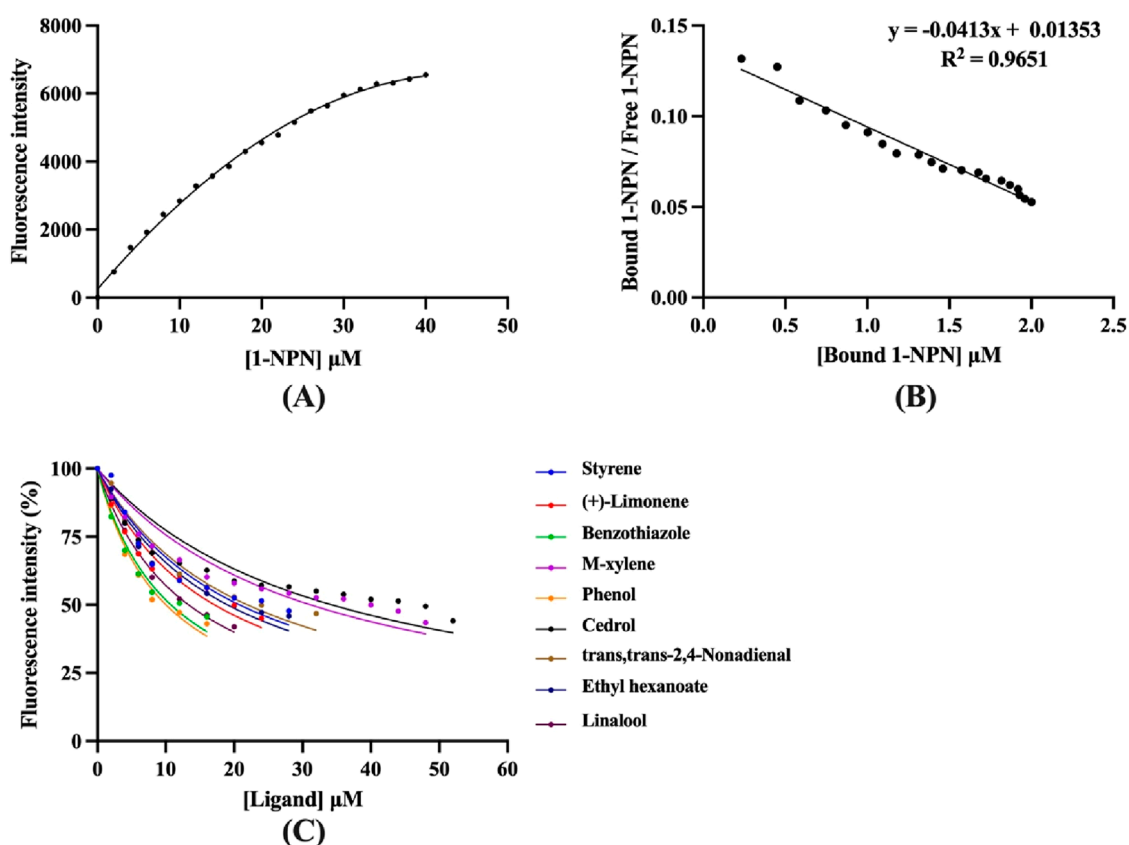 Fluorescence intensity
8000
6000
4000
2000
0
0 10 20 30 40 50
[1-NPN] μM
(A)
Bound 1-NPN / Free 1-NPN
y = -0.0413x + 0.01353
R² = 0.9651
0.15
0.10
0.05
0.00
0.0 0.5 1.0 1.5 2.0 2.5
[Bound 1-NPN] μM
(B)
Fluorescence intensity (%)
100
75
50
25
0
0 10 20 30 40 50 60
[Ligand] μM
(C)
Styrene
(+)-Limonene
Benzothiazole
M-xylene
Phenol
Cedrol
trans,trans-2,4-Nonadienal
Ethyl hexanoate
Linalool